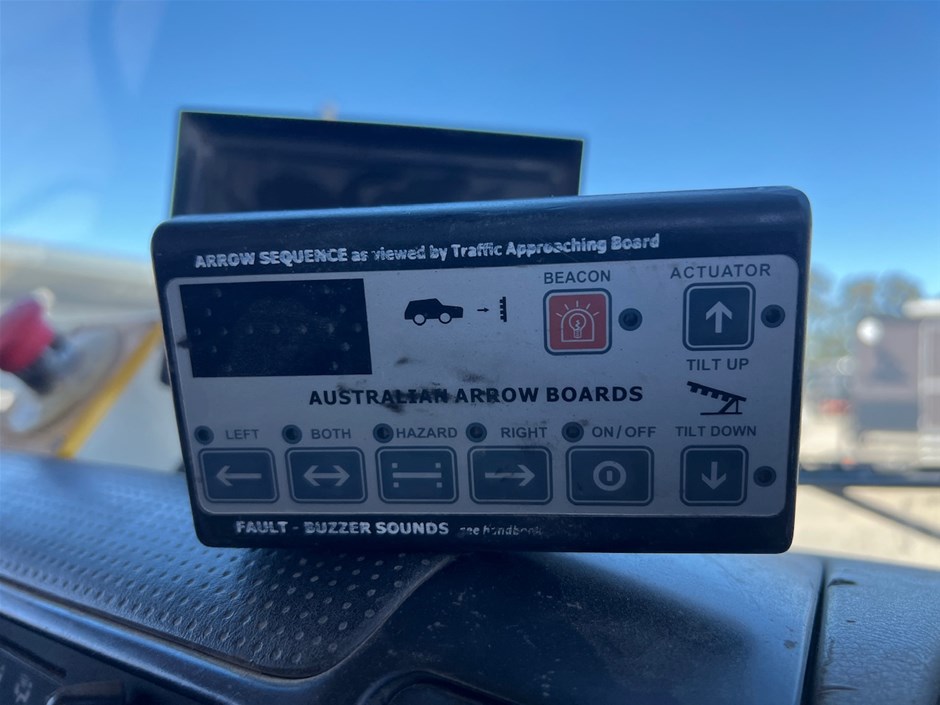 ARROW SEQUENCE as viewed by Traffic Approaching Board
BEACON
ACTUATOR
TILT UP
AUSTRALIAN ARROW BOARDS
LEFT
BOTH
HAZARD
RIGHT
ON/OFF
TILT DOWN
FAULT - BUZZER SOUNDS see handbook